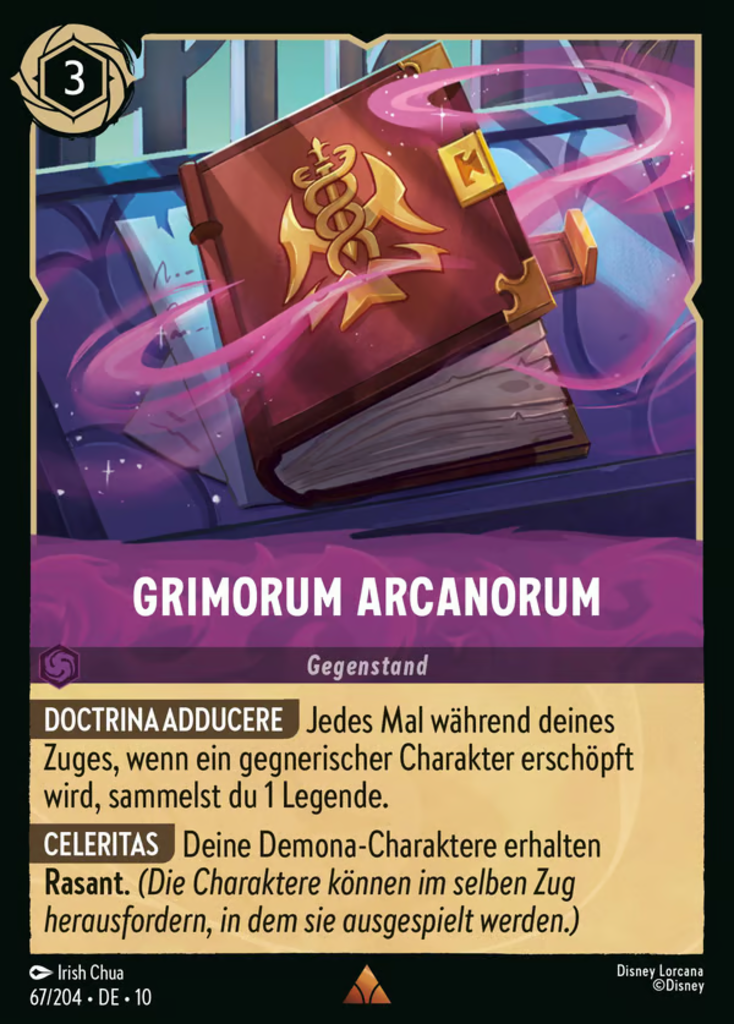 3
GRIMORUM ARCANORUM
Gegenstand
DOCTRINA ADDUCERE Jedes Mal während deines
Zuges, wenn ein gegnerischer Charakter erschöpft
wird, sammelst du 1 Legende.
CELERITAS Deine Demona-Charaktere erhalten
Rasant. (Die Charaktere können im selben Zug
herausfordern, in dem sie ausgespielt werden.)
Irish Chua
Disney Lorcana
67/204 • DE • 10
©Disney